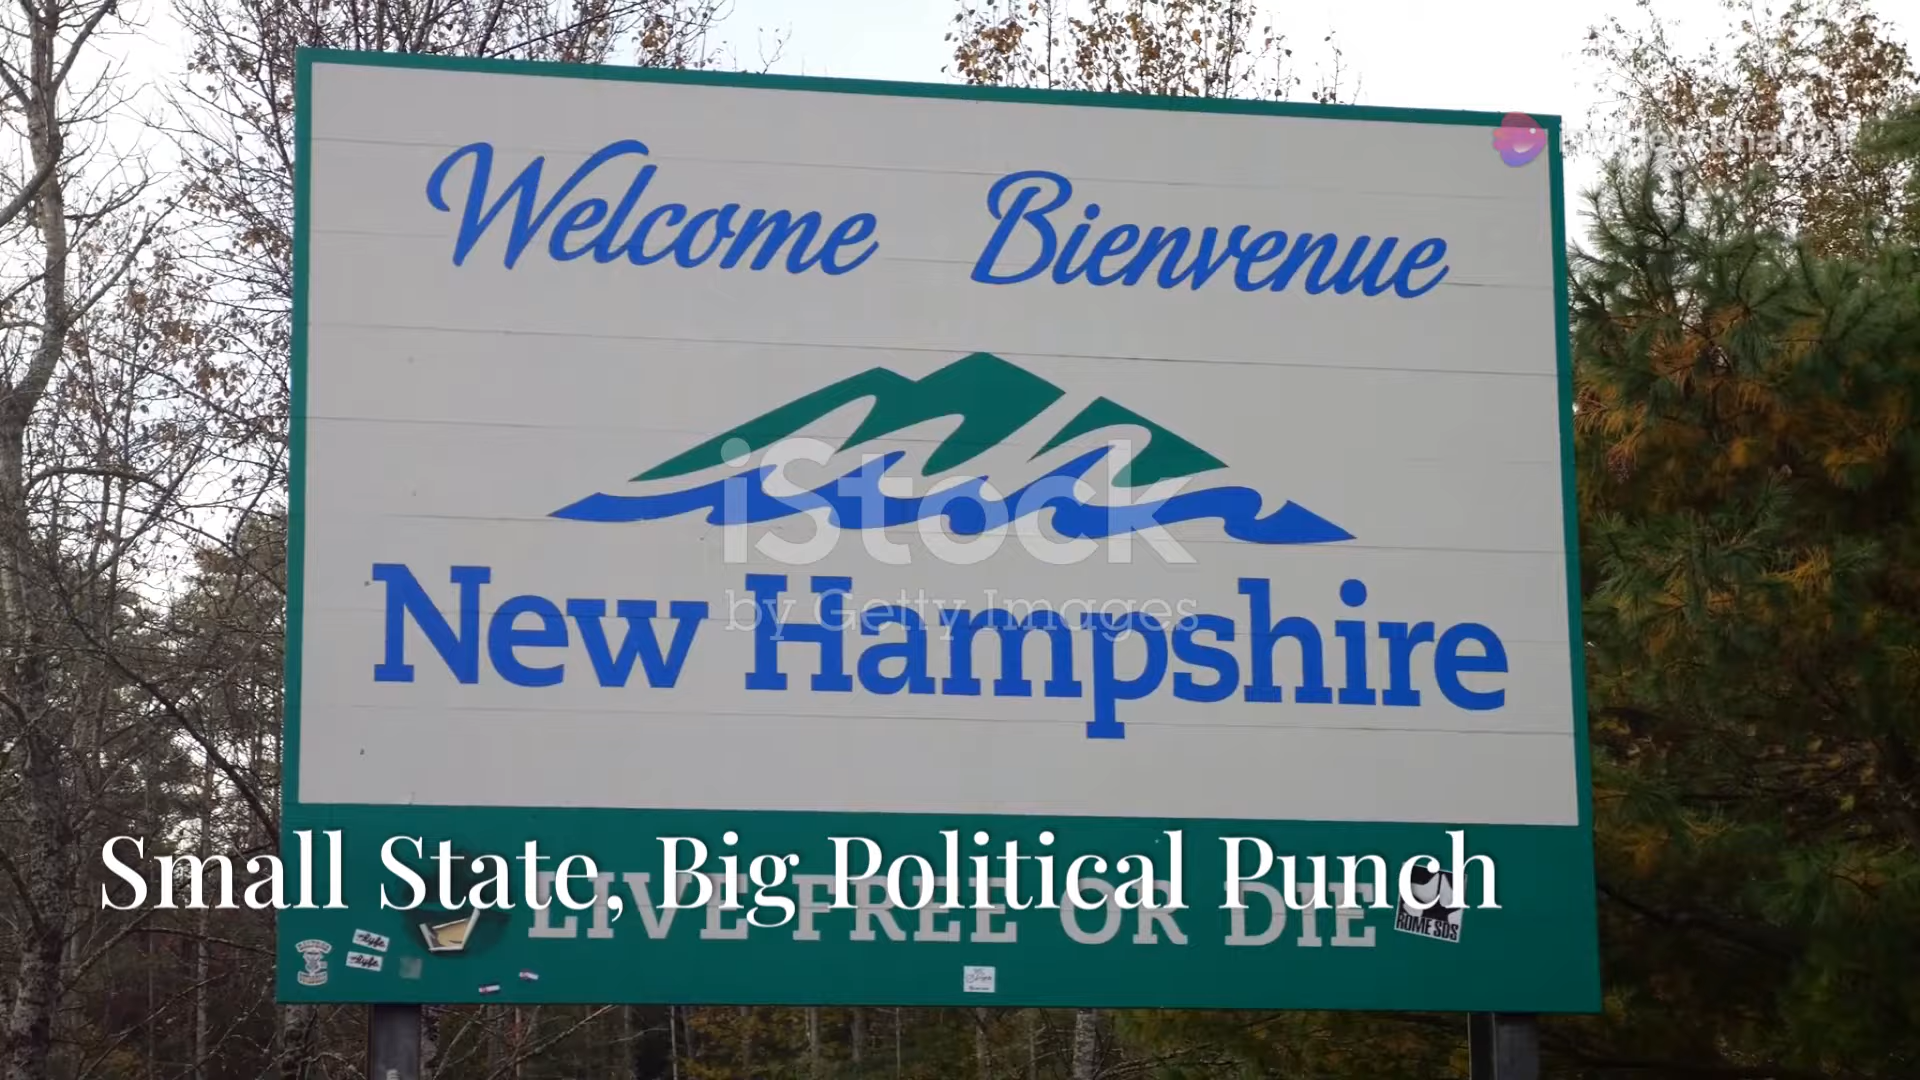 Welcome Bienvenue
iStock
by Getty Images
New Hampshire
Small State, Big Political Punch
LIVE FREE OR DIE
ROME SDS